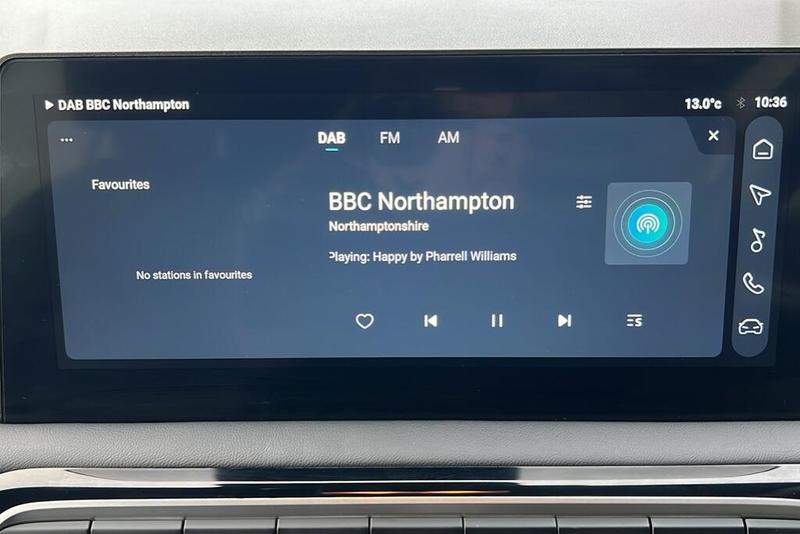 DAB BBC Northampton
13.0°c
10:36
DAB
FM
AM
Favourites
No stations in favourites
BBC Northampton
Northamptonshire
Playing: Happy by Pharrell Williams